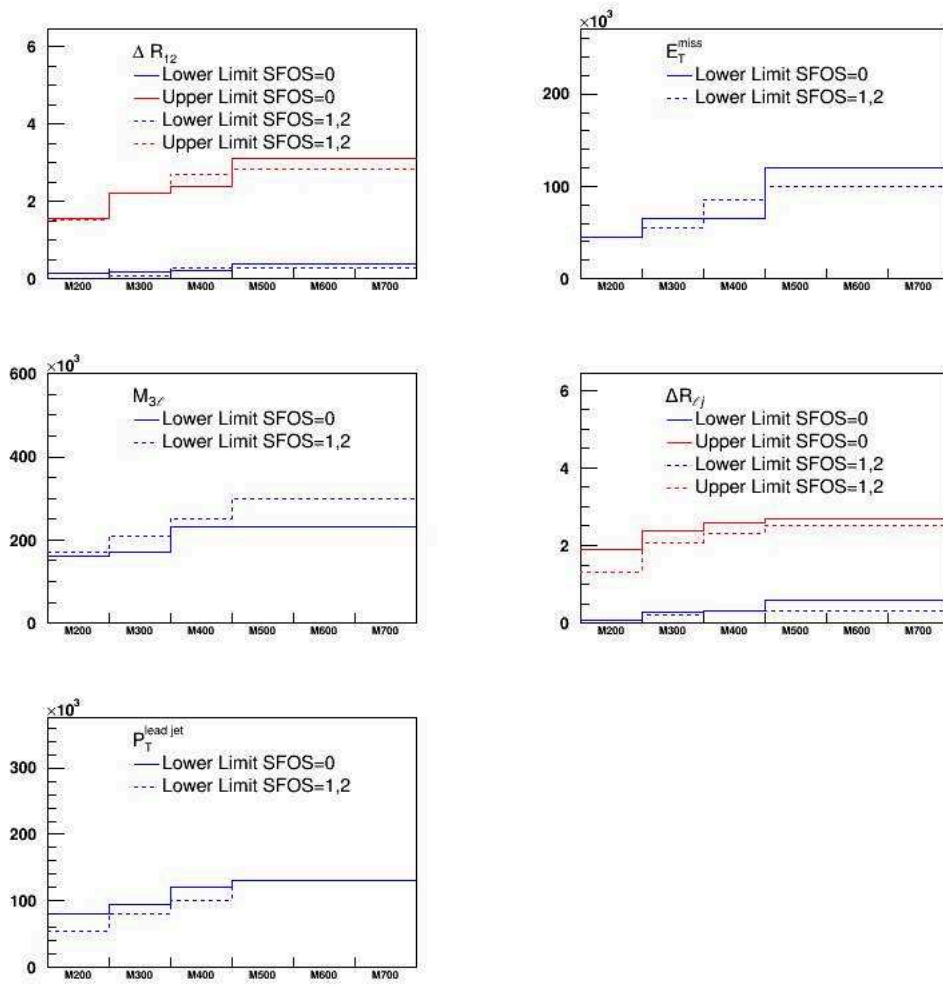 Δ R12
Lower Limit SFOS=0
Upper Limit SFOS=0
Lower Limit SFOS=1,2
Upper Limit SFOS=1,2
6
4
2
0
M200 M300 M400 M500 M600 M700
×10³
E_T^miss
Lower Limit SFOS=0
Lower Limit SFOS=1,2
200
100
0
M200 M300 M400 M500 M600 M700
×10³
M3ℓ
Lower Limit SFOS=0
Lower Limit SFOS=1,2
600
400
200
0
M200 M300 M400 M500 M600 M700
ΔRℓj
Lower Limit SFOS=0
Upper Limit SFOS=0
Lower Limit SFOS=1,2
Upper Limit SFOS=1,2
6
4
2
0
M200 M300 M400 M500 M600 M700
×10³
P_T^lead jet
Lower Limit SFOS=0
Lower Limit SFOS=1,2
300
200
100
0
M200 M300 M400 M500 M600 M700